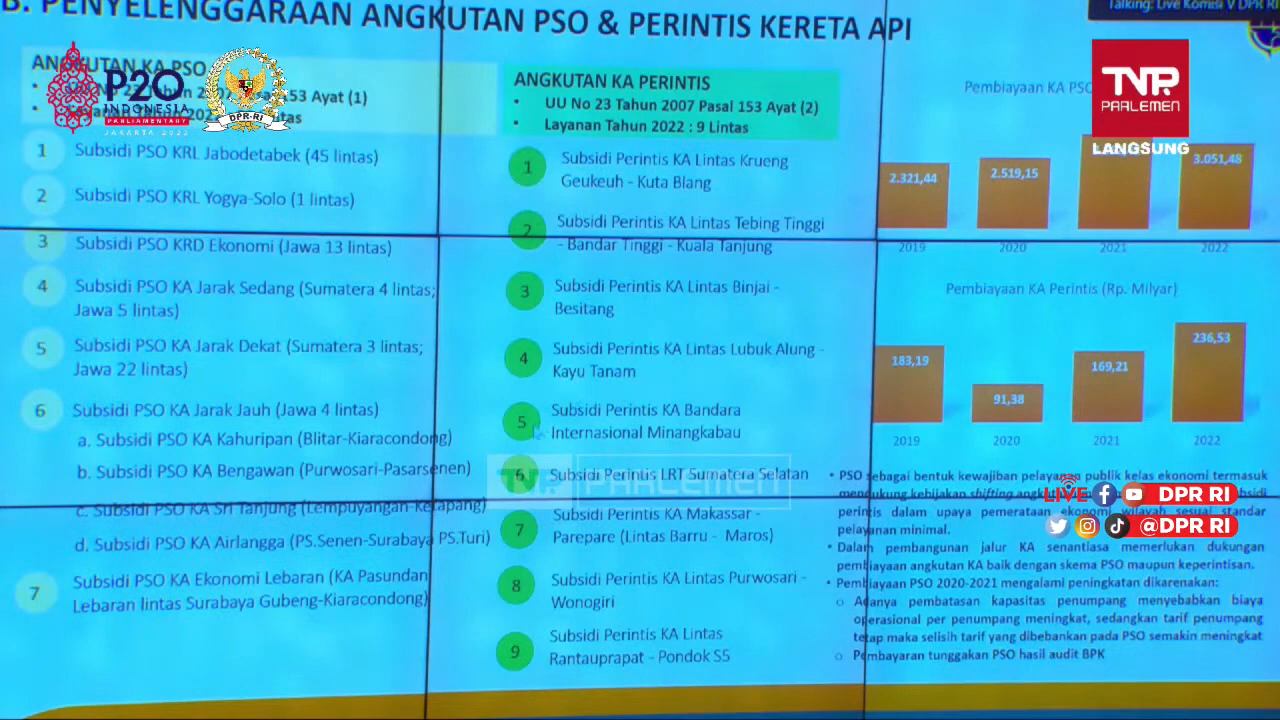 B. PENYELENGGARAAN ANGKUTAN PSO & PERINTIS KERETA API
Talking: Live Komisi V DPR RI
P20
INDONESIA
PARLIAMENTARY
JAKARTA 2022
DPR-RI
TVR
PARLEMEN
LANGSUNG
ANGKUTAN KA PSO
153 Ayat (1)
1 Subsidi PSO KRL Jabodetabek (45 lintas)
2 Subsidi PSO KRL Yogya-Solo (1 lintas)
3 Subsidi PSO KRD Ekonomi (Jawa 13 lintas)
4 Subsidi PSO KA Jarak Sedang (Sumatera 4 lintas;
Jawa 5 lintas)
5 Subsidi PSO KA Jarak Dekat (Sumatera 3 lintas;
Jawa 22 lintas)
6 Subsidi PSO KA Jarak Jauh (Jawa 4 lintas)
a. Subsidi PSO KA Kahuripan (Blitar-Kiaracondong)
b. Subsidi PSO KA Bengawan (Purwosari-Pasarsenen)
c. Subsidi PSO KA Sri Tanjung (Lempuyangan-Ketapang)
d. Subsidi PSO KA Airlangga (PS.Senen-Surabaya PS.Turi)
7 Subsidi PSO KA Ekonomi Lebaran (KA Pasundan
Lebaran lintas Surabaya Gubeng-Kiaracondong)
ANGKUTAN KA PERINTIS
• UU No 23 Tahun 2007 Pasal 153 Ayat (2)
• Layanan Tahun 2022 : 9 Lintas
1 Subsidi Perintis KA Lintas Krueng
Geukeuh - Kuta Blang
2 Subsidi Perintis KA Lintas Tebing Tinggi
- Bandar Tinggi - Kuala Tanjung
3 Subsidi Perintis KA Lintas Binjai -
Besitang
4 Subsidi Perintis KA Lintas Lubuk Alung -
Kayu Tanam
5 Subsidi Perintis KA Bandara
Internasional Minangkabau
6 Subsidi Perintis LRT Sumatera Selatan
7 Subsidi Perintis KA Makassar -
Parepare (Lintas Barru - Maros)
8 Subsidi Perintis KA Lintas Purwosari -
Wonogiri
9 Subsidi Perintis KA Lintas
Rantauprapat - Pondok S5
TVR PARLEMEN
Pembiayaan KA PSO
2.321,44 2.519,15 3.051,48
2019 2020 2021 2022
Pembiayaan KA Perintis (Rp. Milyar)
183,19 91,38 169,21 236,53
2019 2020 2021 2022
• PSO sebagai bentuk kewajiban pelayanan publik kelas ekonomi termasuk
mendukung kebijakan shifting
perintis dalam upaya pemerataan ekonomi wilayah sesuai standar
pelayanan minimal.
• Dalam pembangunan jalur KA senantiasa memerlukan dukungan
pembiayaan angkutan KA baik dengan skema PSO maupun keperintisan.
• Pembiayaan PSO 2020-2021 mengalami peningkatan dikarenakan:
o Adanya pembatasan kapasitas penumpang menyebabkan biaya
operasional per penumpang meningkat, sedangkan tarif penumpang
tetap maka selisih tarif yang dibebankan pada PSO semakin meningkat
o Pembayaran tunggakan PSO hasil audit BPK
LIVE DPR RI
@DPR RI